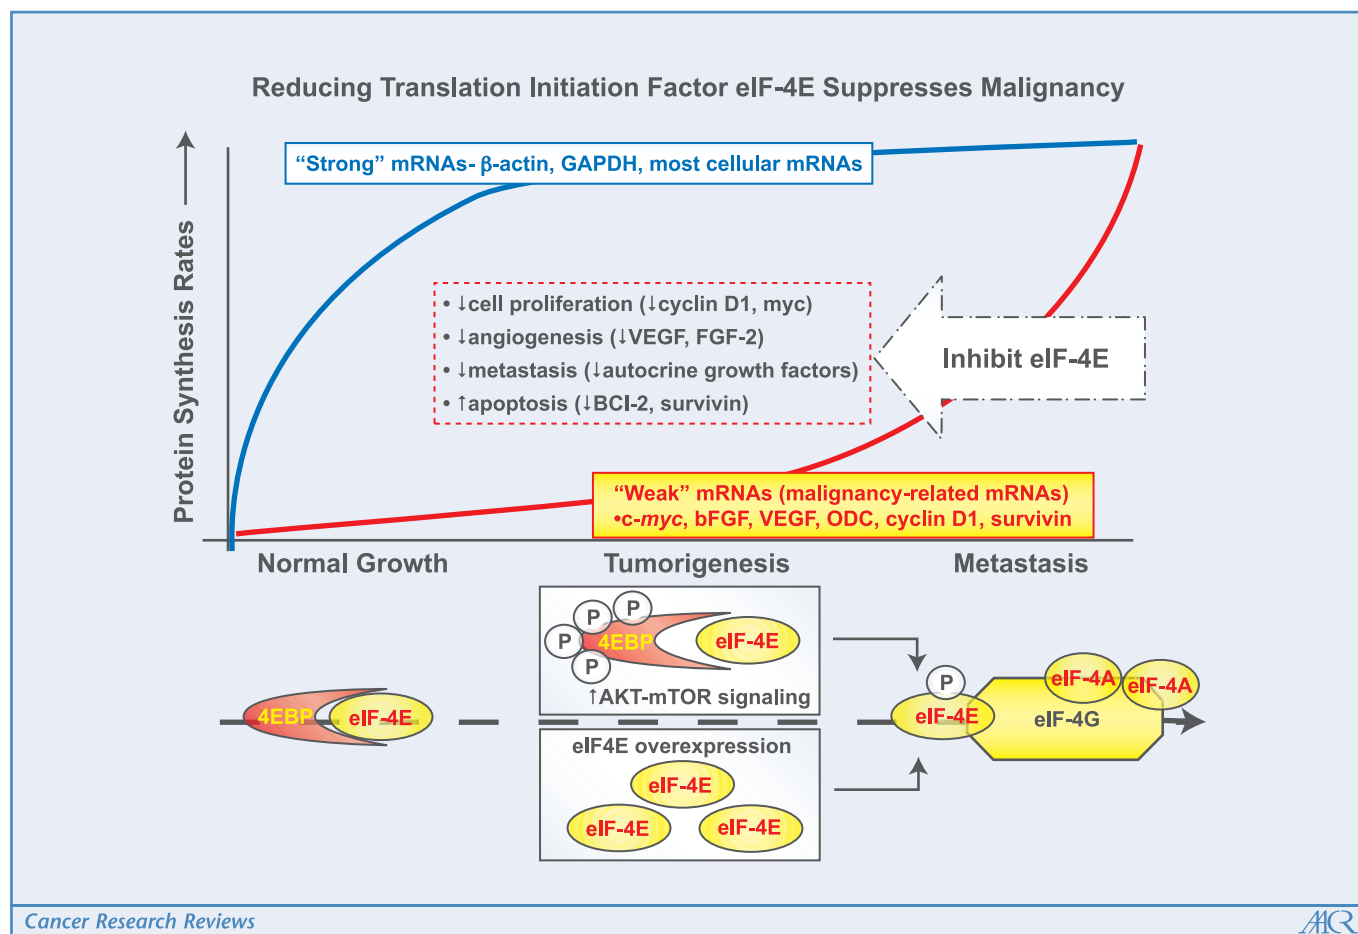 Reducing Translation Initiation Factor eIF-4E Suppresses Malignancy
Protein Synthesis Rates
“Strong” mRNAs- β-actin, GAPDH, most cellular mRNAs
• ↓cell proliferation (↓cyclin D1, myc)
• ↓angiogenesis (↓VEGF, FGF-2)
• ↓metastasis (↓autocrine growth factors)
• ↑apoptosis (↓BCl-2, survivin)
Inhibit eIF-4E
“Weak” mRNAs (malignancy-related mRNAs)
•c-myc, bFGF, VEGF, ODC, cyclin D1, survivin
Normal Growth
Tumorigenesis
Metastasis
4EBP
eIF-4E
P
P
P
P
4EBP
eIF-4E
↑AKT-mTOR signaling
eIF4E overexpression
eIF-4E
eIF-4E
eIF-4E
P
eIF-4E
eIF-4G
eIF-4A
eIF-4A
Cancer Research Reviews
AACR